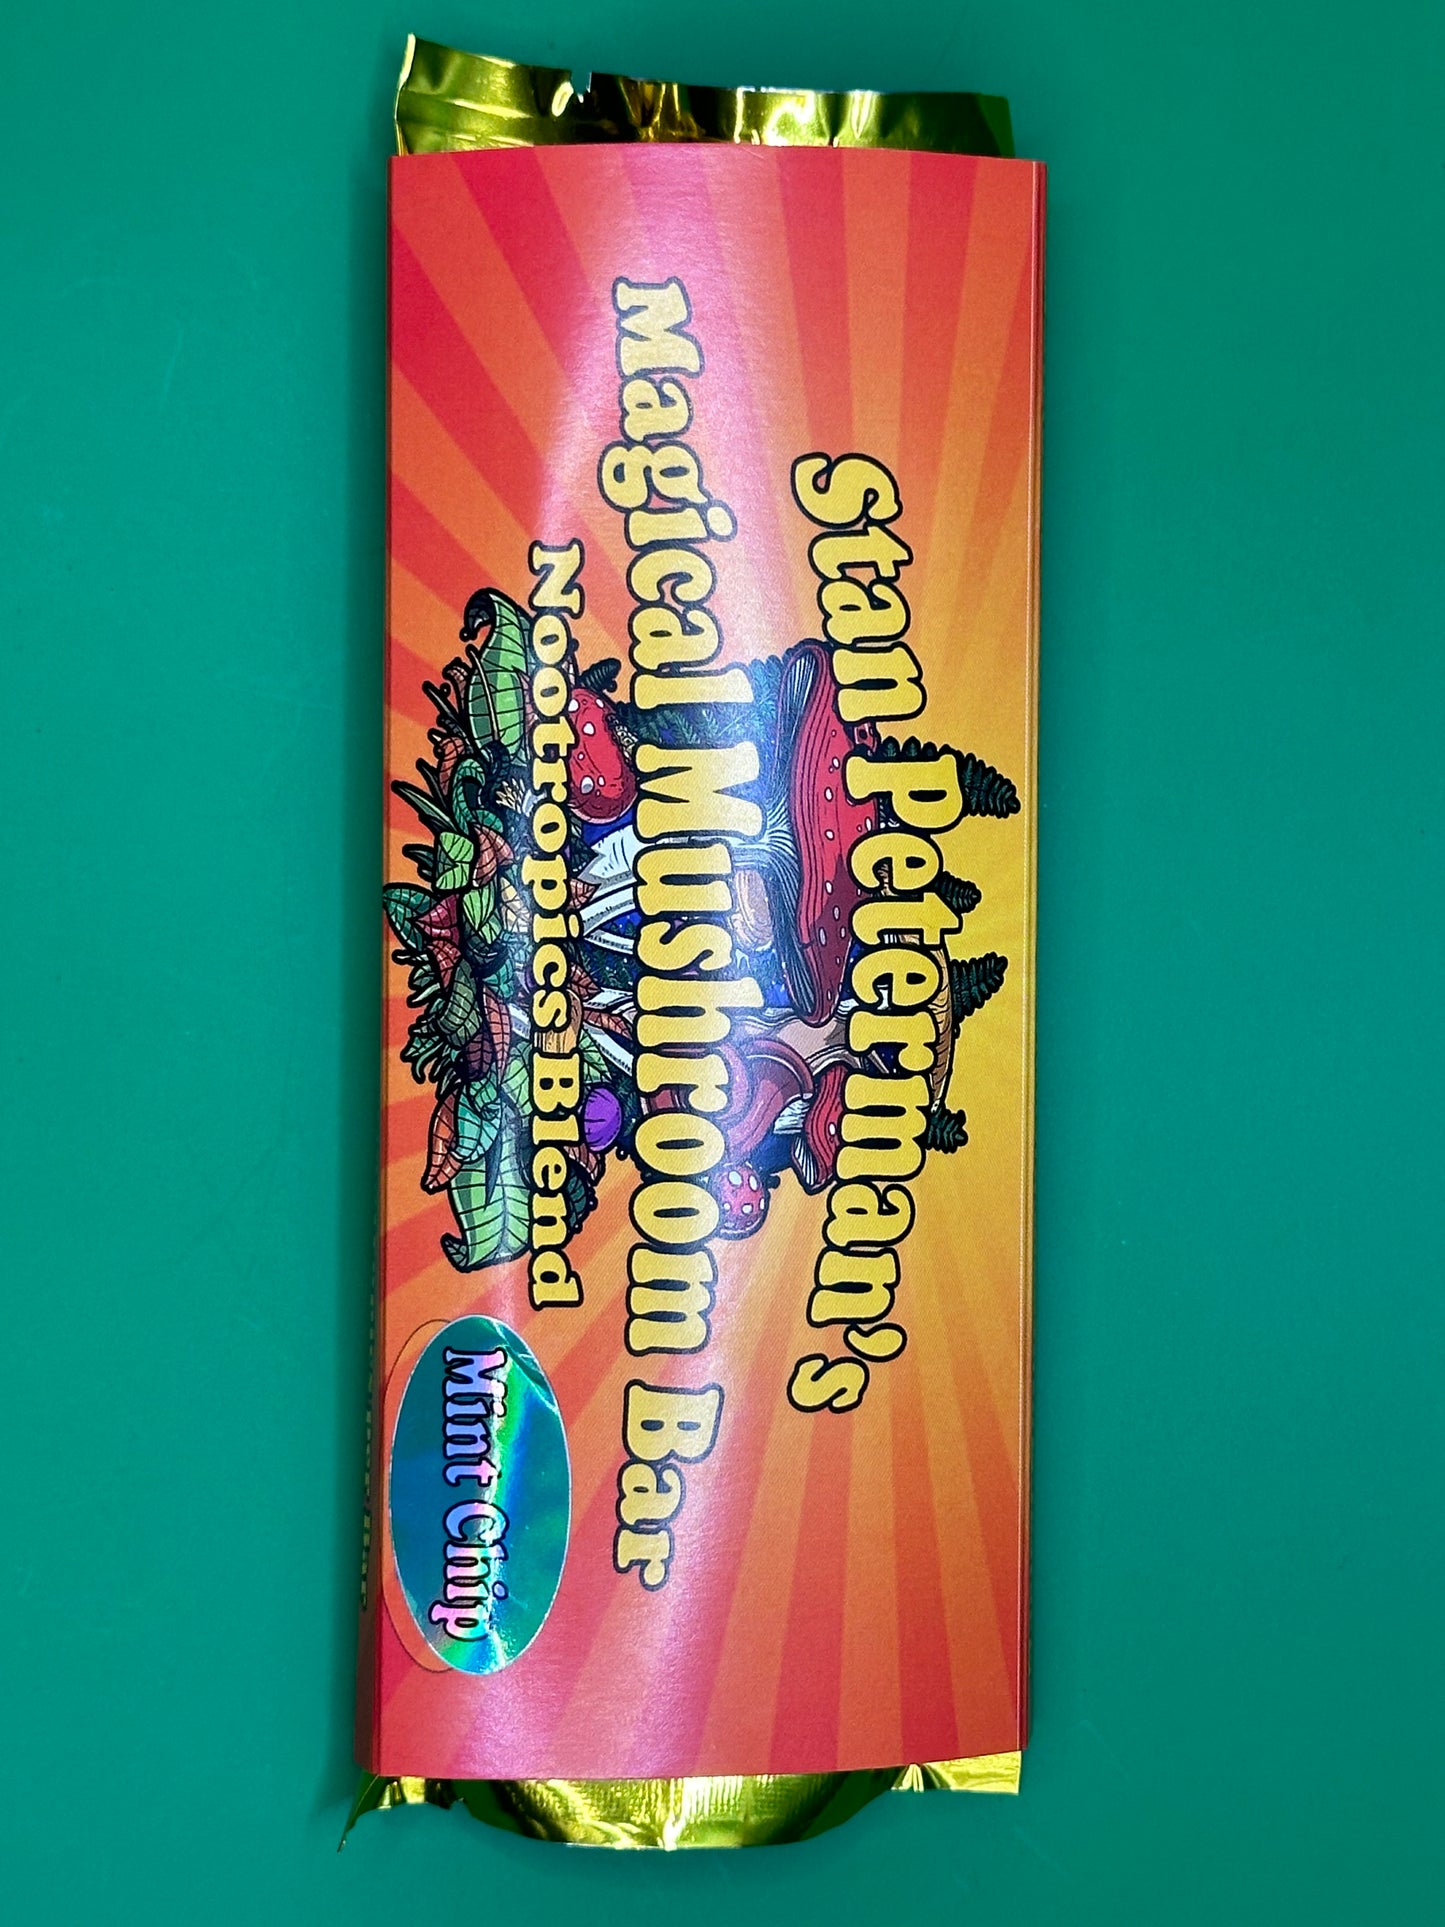 Stan Peterman's
Magical Mushroom Bar
Nootropics Blend
Mint Chip